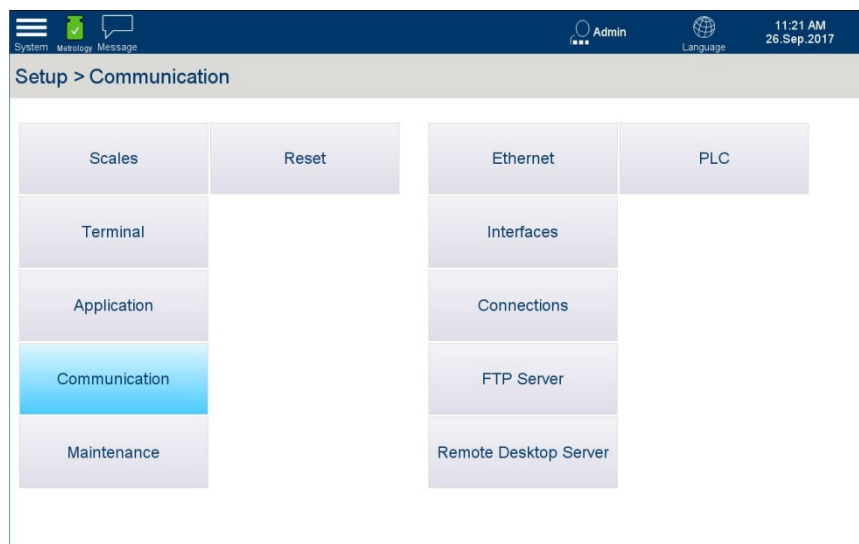 System Metrology Message Admin Language 11:21 AM
26.Sep.2017
Setup > Communication
Scales Reset Ethernet PLC
Terminal Interfaces
Application Connections
Communication FTP Server
Maintenance Remote Desktop Server